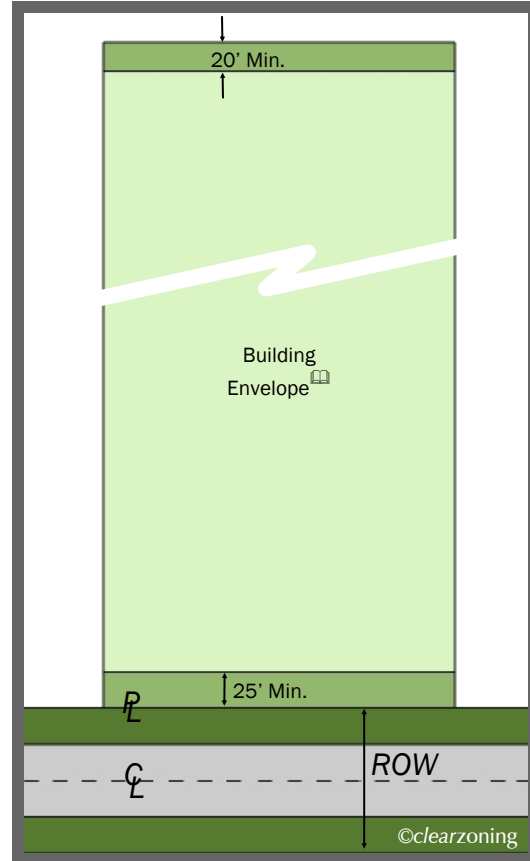 20’ Min.
Building
Envelope
25’ Min.
PL
CL
ROW
©clearzoning